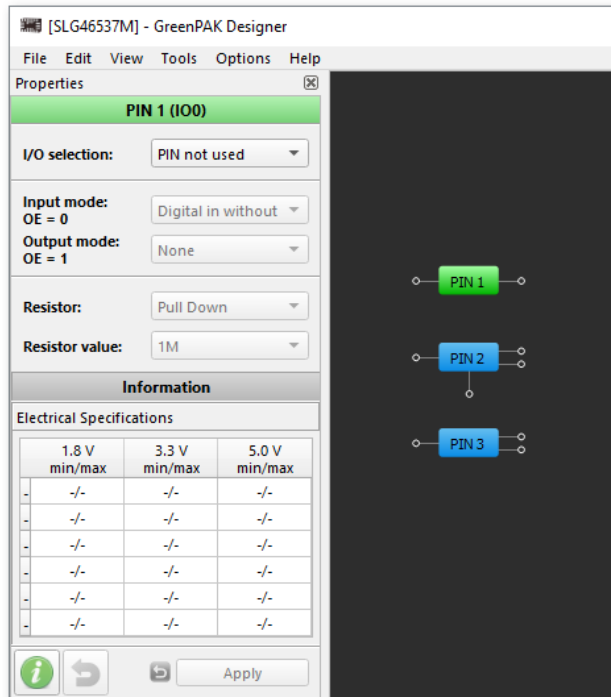 [SLG46537M] - GreenPAK Designer
File Edit View Tools Options Help
Properties
PIN 1 (IO0)
I/O selection: PIN not used
Input mode:
OE = 0
Digital in without
Output mode:
OE = 1
None
Resistor: Pull Down
Resistor value: 1M
Information
Electrical Specifications
1.8 V 3.3 V 5.0 V
min/max min/max min/max
- -/- -/- -/-
- -/- -/- -/-
- -/- -/- -/-
- -/- -/- -/-
- -/- -/- -/-
- -/- -/- -/-
i
Apply
PIN 1
PIN 2
PIN 3